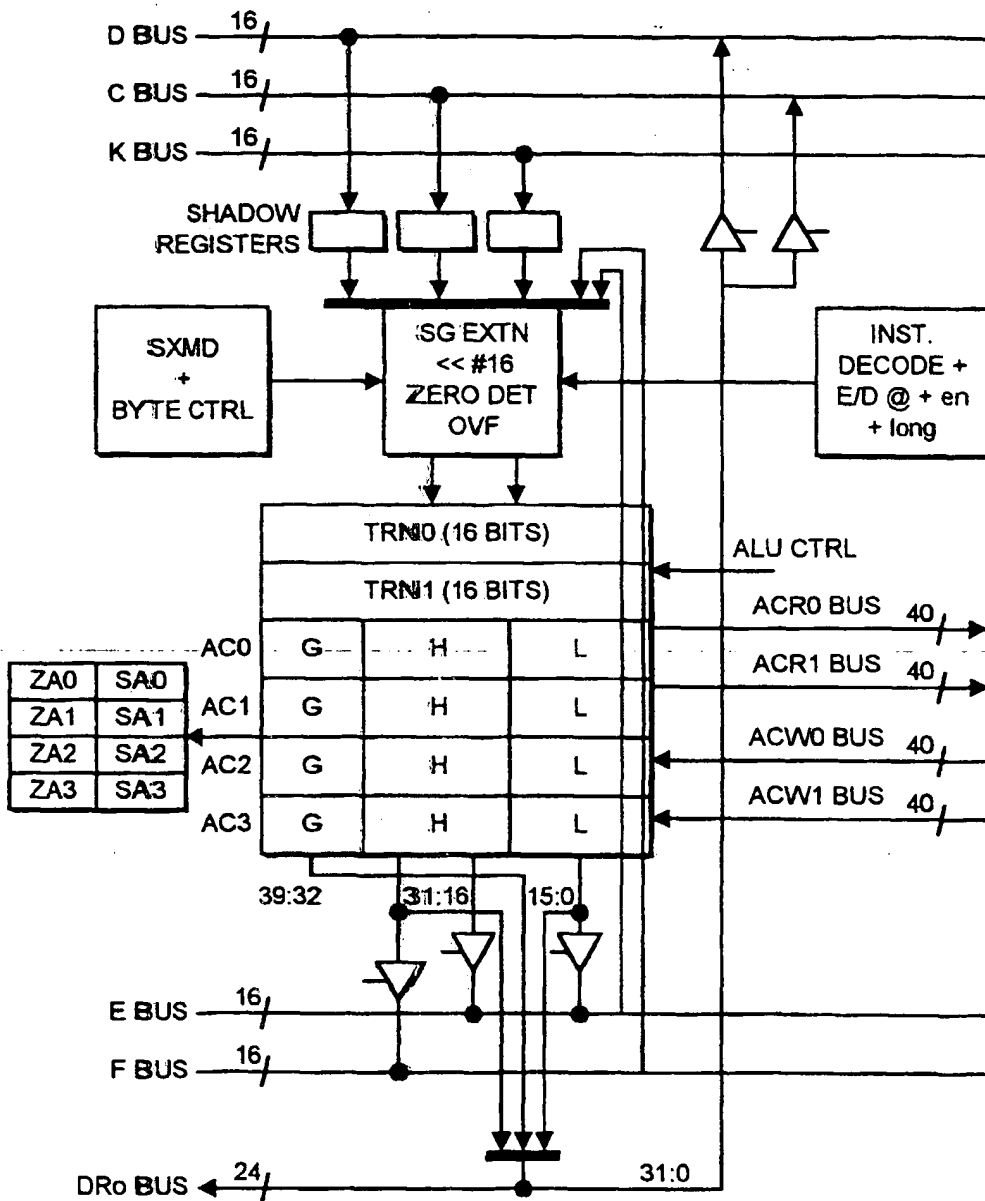 D BUS 16
C BUS 16
K BUS 16
SHADOW
REGISTERS
SXMD
+
BYTE CTRL
SG EXTN
<< #16
ZERO DET
OVF
INST.
DECODE +
E/D @ + en
+ long
TRN0 (16 BITS)
TRN1 (16 BITS)
ALU CTRL
ACR0 BUS 40
ACR1 BUS 40
ACW0 BUS 40
ACW1 BUS 40
AC0 G H L
AC1 G H L
AC2 G H L
AC3 G H L
ZA0 SA0
ZA1 SA1
ZA2 SA2
ZA3 SA3
39:32 31:16 15:0
E BUS 16
F BUS 16
DRo BUS 24 31:0